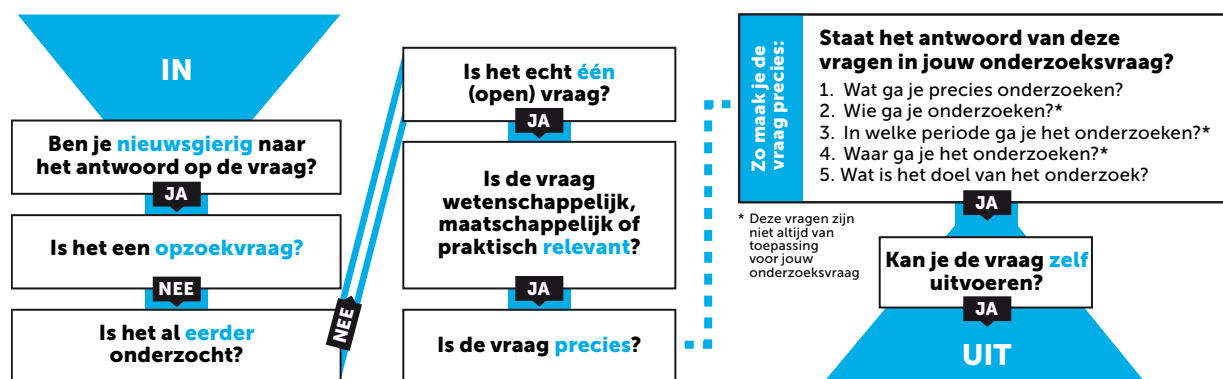 IN
Ben je nieuwsgierig naar
het antwoord op de vraag?
JA
Is het een opzoekvraag?
NEE
Is het al eerder
onderzocht?
NEE
Is het echt één
(open) vraag?
JA
Is de vraag
wetenschappelijk,
maatschappelijk of
praktisch relevant?
JA
Is de vraag precies?
Zo maak je de
vraag precies:
Staat het antwoord van deze
vragen in jouw onderzoeksvraag?
1. Wat ga je precies onderzoeken?
2. Wie ga je onderzoeken?*
3. In welke periode ga je het onderzoeken?*
4. Waar ga je het onderzoeken?*
5. Wat is het doel van het onderzoek?
* Deze vragen zijn
niet altijd van
toepassing
voor jouw
onderzoeksvraag
JA
Kan je de vraag zelf
uitvoeren?
JA
UIT